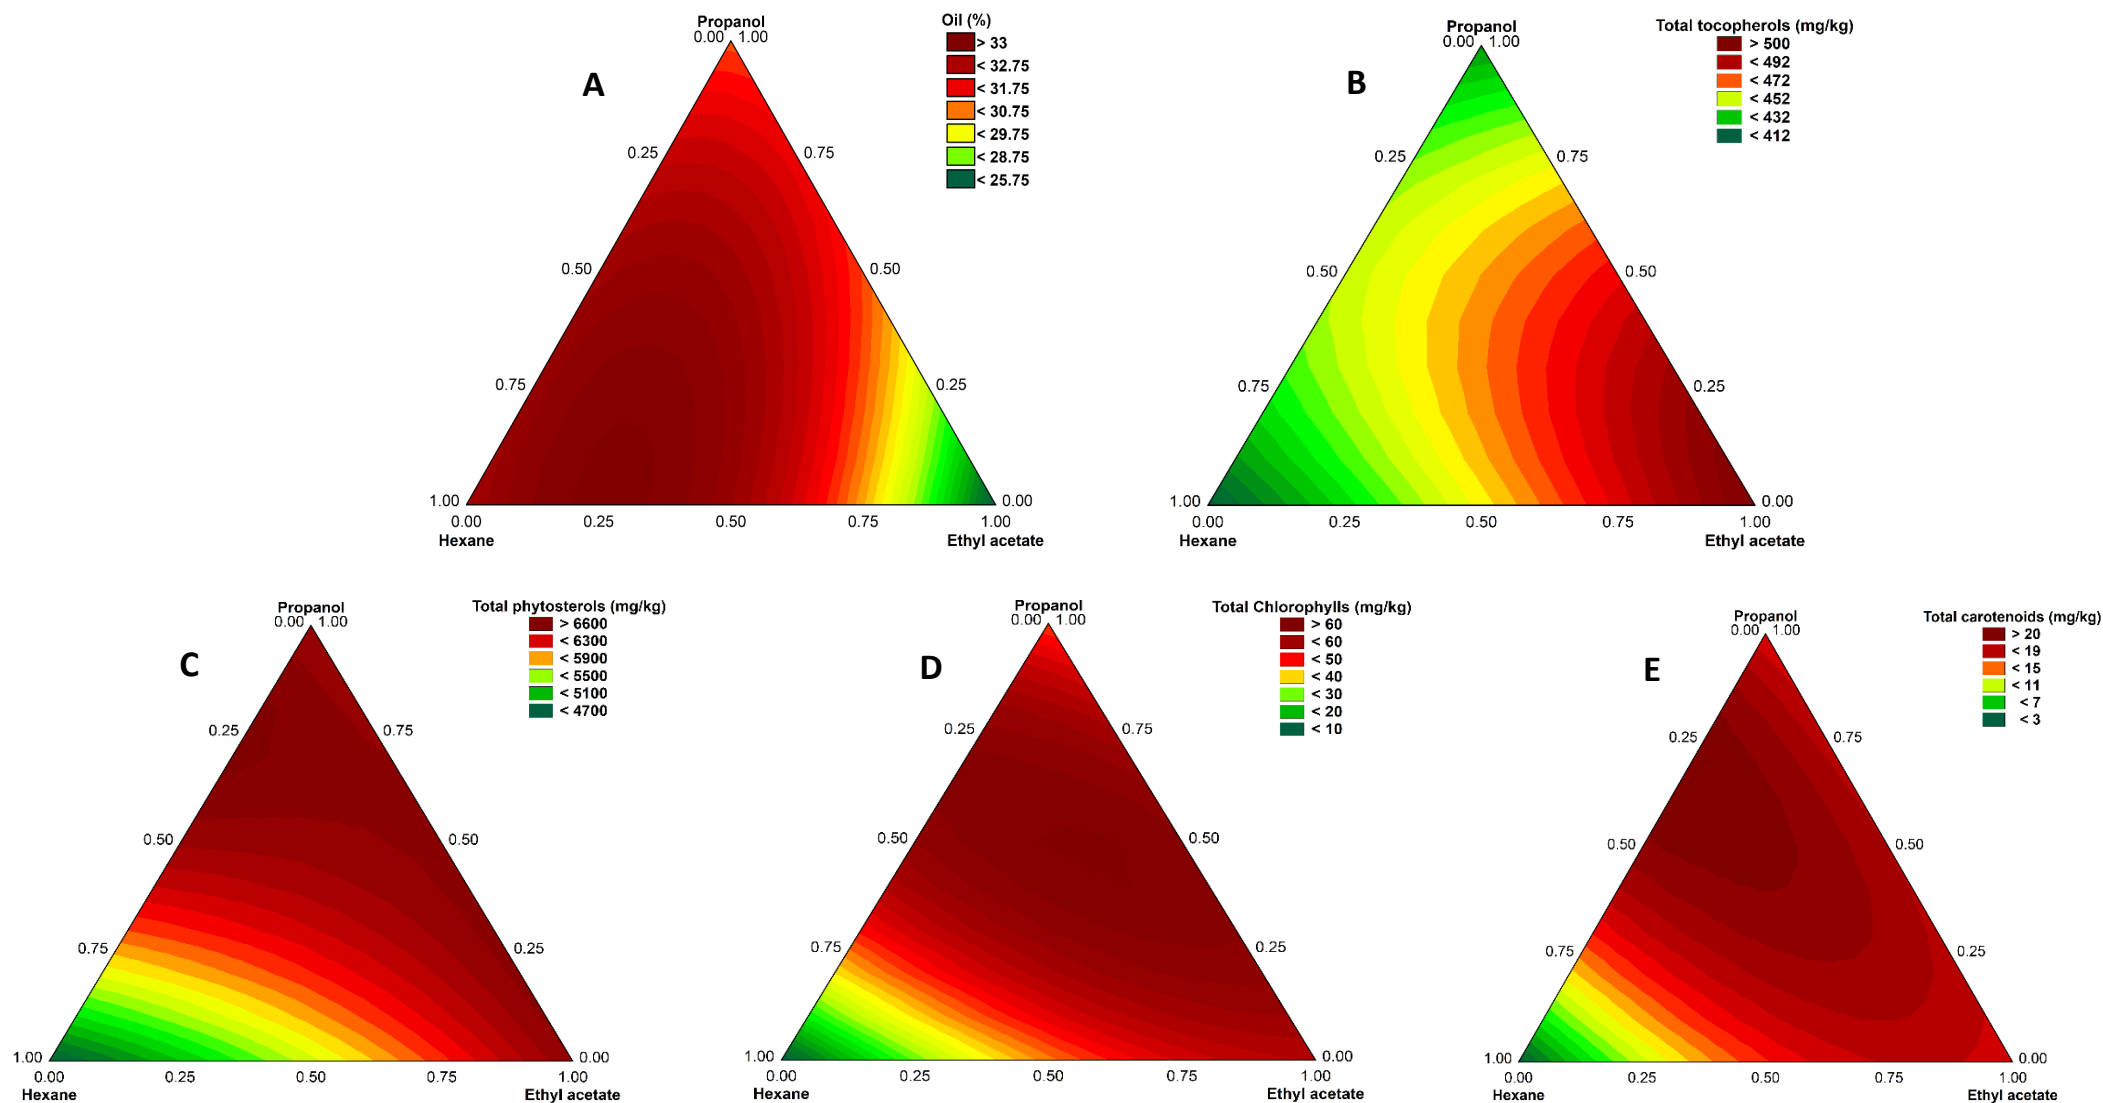 Propanol
0.00 1.00
A
Oil (%)
> 33
< 32.75
< 31.75
< 30.75
< 29.75
< 28.75
< 25.75
0.25 0.75
0.50 0.50
0.75 0.25
1.00 0.00
0.00 0.25 0.50 0.75 1.00
Hexane Ethyl acetate
Propanol
0.00 1.00
B
Total tocopherols (mg/kg)
> 500
< 492
< 472
< 452
< 432
< 412
0.25 0.75
0.50 0.50
0.75 0.25
1.00 0.00
0.00 0.25 0.50 0.75 1.00
Hexane Ethyl acetate
Propanol
0.00 1.00
C
Total phytosterols (mg/kg)
> 6600
< 6300
< 5900
< 5500
< 5100
< 4700
0.25 0.75
0.50 0.50
0.75 0.25
1.00 0.00
0.00 0.25 0.50 0.75 1.00
Hexane Ethyl acetate
Propanol
0.00 1.00
D
Total Chlorophylls (mg/kg)
> 60
< 60
< 50
< 40
< 30
< 20
< 10
0.25 0.75
0.50 0.50
0.75 0.25
1.00 0.00
0.00 0.25 0.50 0.75 1.00
Hexane Ethyl acetate
Propanol
0.00 1.00
E
Total carotenoids (mg/kg)
> 20
< 19
< 15
< 11
< 7
< 3
0.25 0.75
0.50 0.50
0.75 0.25
1.00 0.00
0.00 0.25 0.50 0.75 1.00
Hexane Ethyl acetate